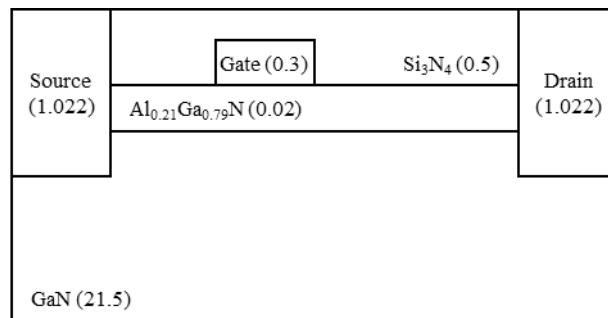 Gate (0.3)
Si₃N₄ (0.5)
Source
(1.022)
Drain
(1.022)
Al₀.₂₁Ga₀.₇₉N (0.02)
GaN (21.5)